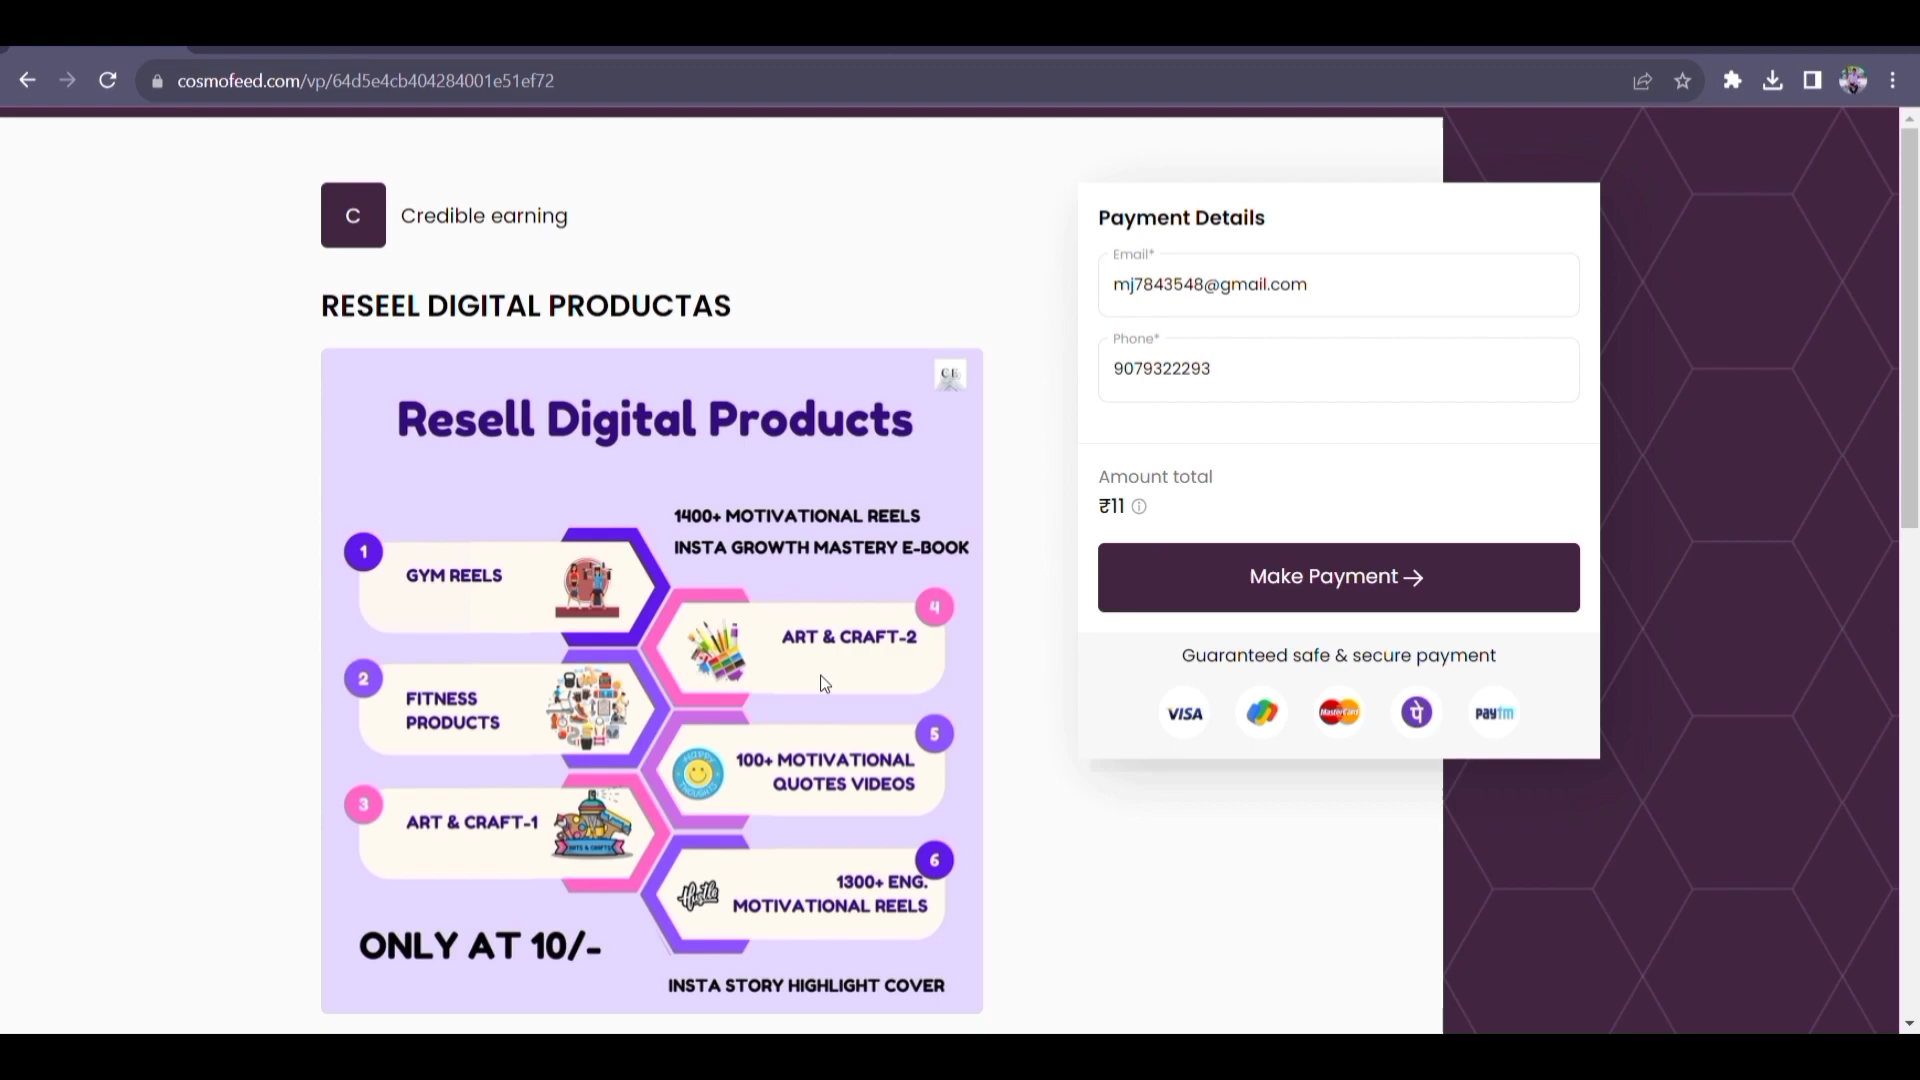 cosmofeed.com/vp/64d5e4cb404284001e51ef72
C
Credible earning
RESEEL DIGITAL PRODUCTAS
Resell Digital Products
1400+ MOTIVATIONAL REELS
INSTA GROWTH MASTERY E-BOOK
1
GYM REELS
4
ART & CRAFT-2
2
FITNESS
PRODUCTS
5
100+ MOTIVATIONAL
QUOTES VIDEOS
3
ART & CRAFT-1
6
1300+ ENG.
MOTIVATIONAL REELS
Hustle
ONLY AT 10/-
INSTA STORY HIGHLIGHT COVER
Payment Details
Email*
mj7843548@gmail.com
Phone*
9079322293
Amount total
₹11
Make Payment
Guaranteed safe & secure payment
VISA
MasterCard
पे
paytm